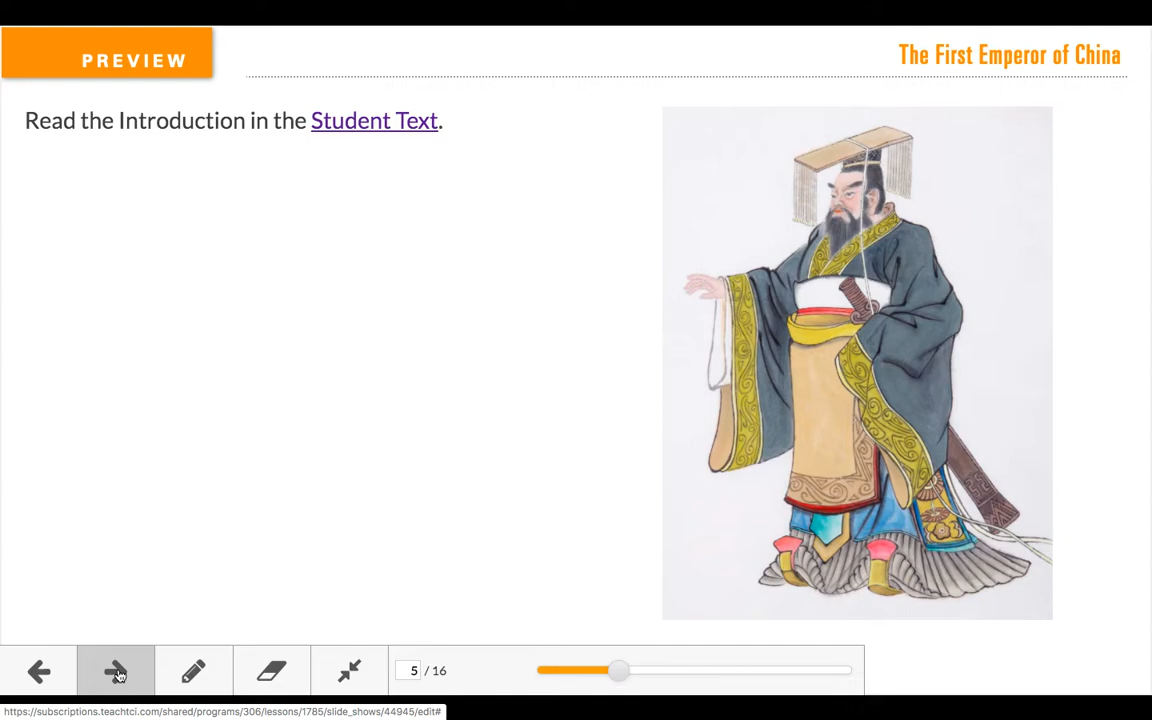 PREVIEW
The First Emperor of China
Read the Introduction in the Student Text.
5 / 16
https://subscriptions.teachtci.com/shared/programs/306/lessons/1785/slide_shows/44945/edit#